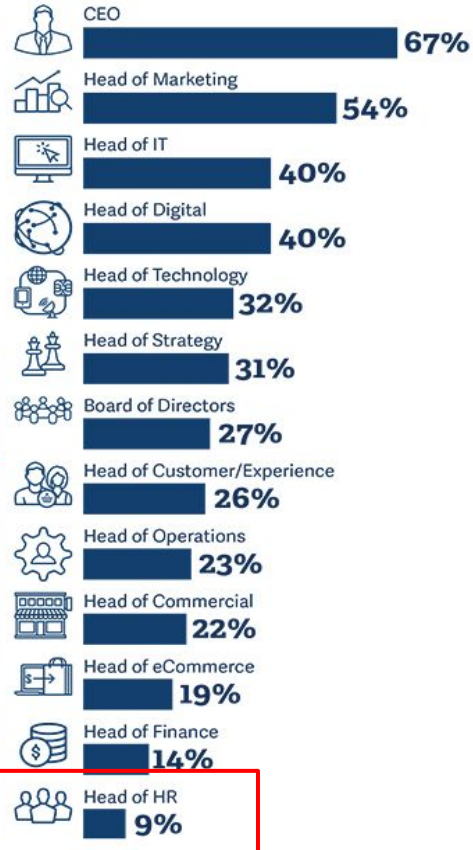 CEO
67%
Head of Marketing
54%
Head of IT
40%
Head of Digital
40%
Head of Technology
32%
Head of Strategy
31%
Board of Directors
27%
Head of Customer/Experience
26%
Head of Operations
23%
Head of Commercial
22%
Head of eCommerce
$
19%
Head of Finance
$
14%
Head of HR
9%